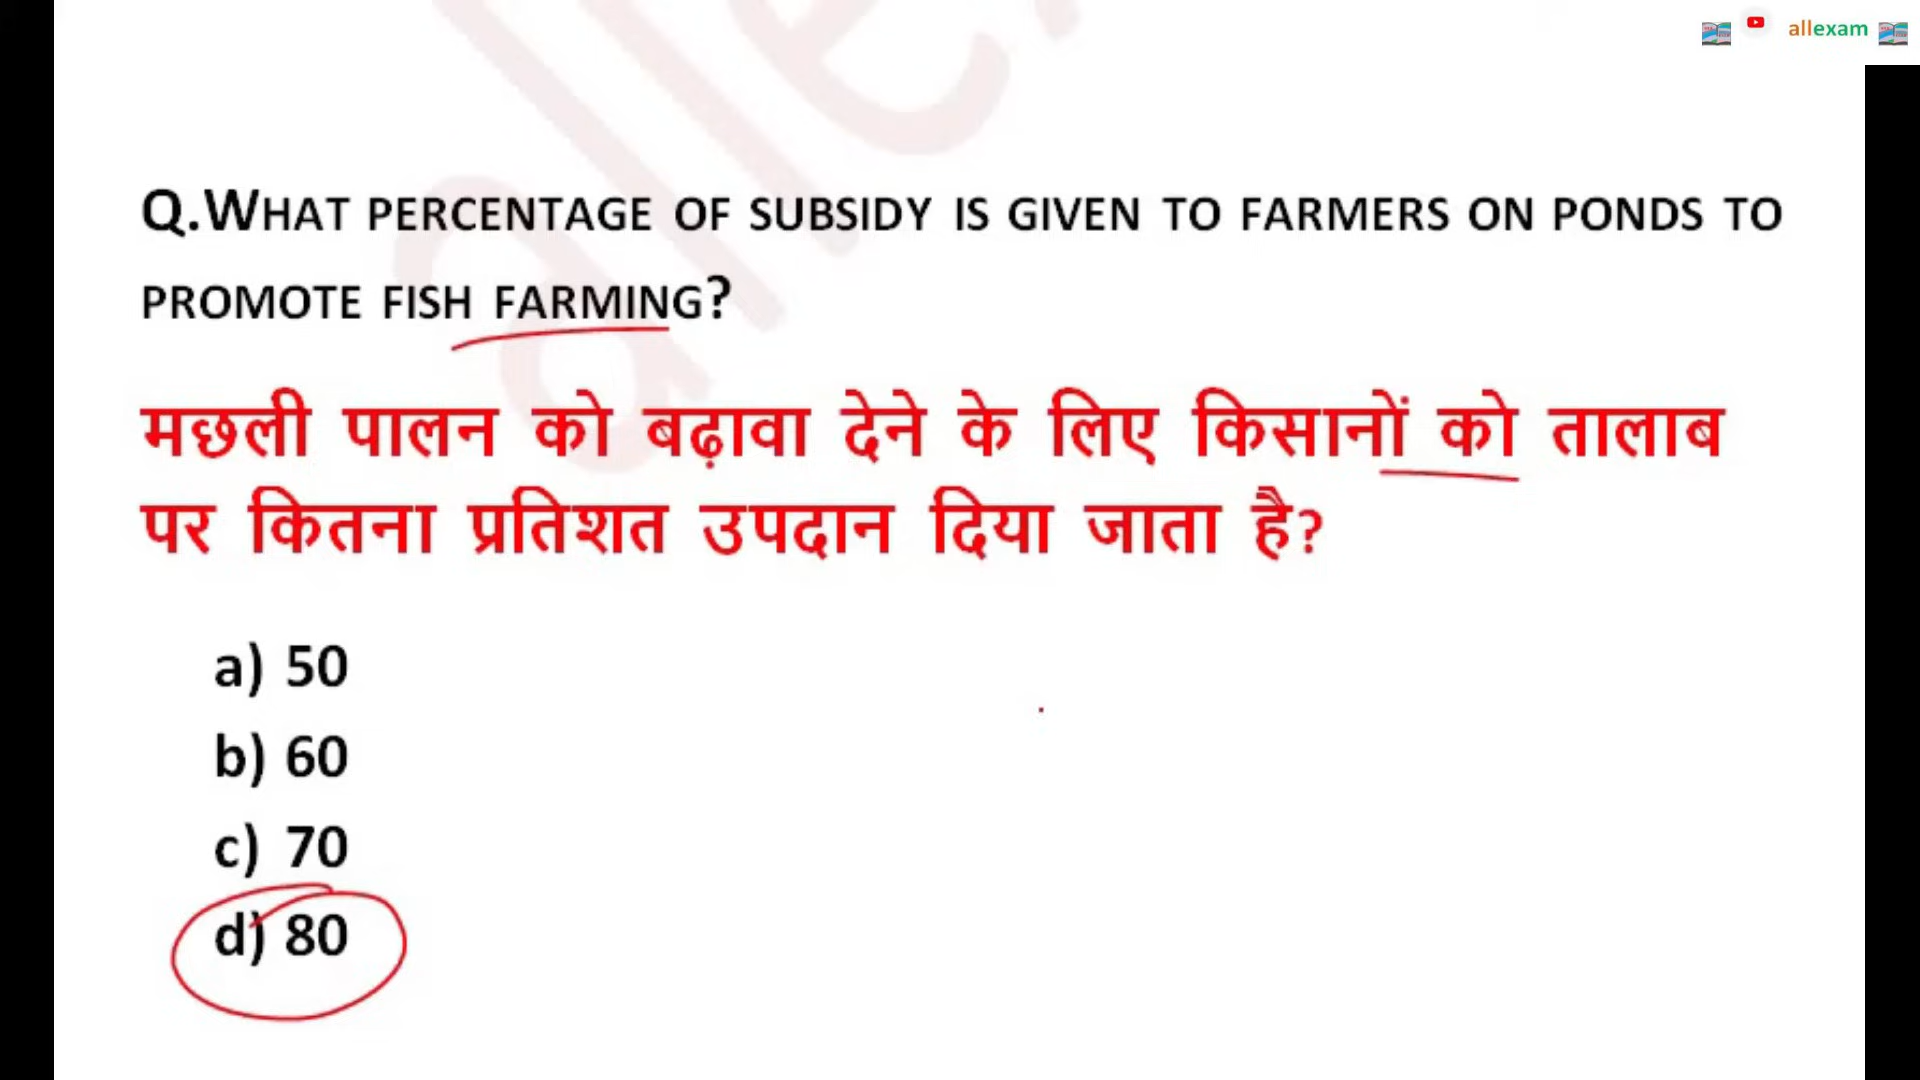 allexam
Q.WHAT PERCENTAGE OF SUBSIDY IS GIVEN TO FARMERS ON PONDS TO
PROMOTE FISH FARMING?
मछली पालन को बढ़ावा देने के लिए किसानों को तालाब
पर कितना प्रतिशत उपदान दिया जाता है?
a) 50
b) 60
c) 70
d) 80